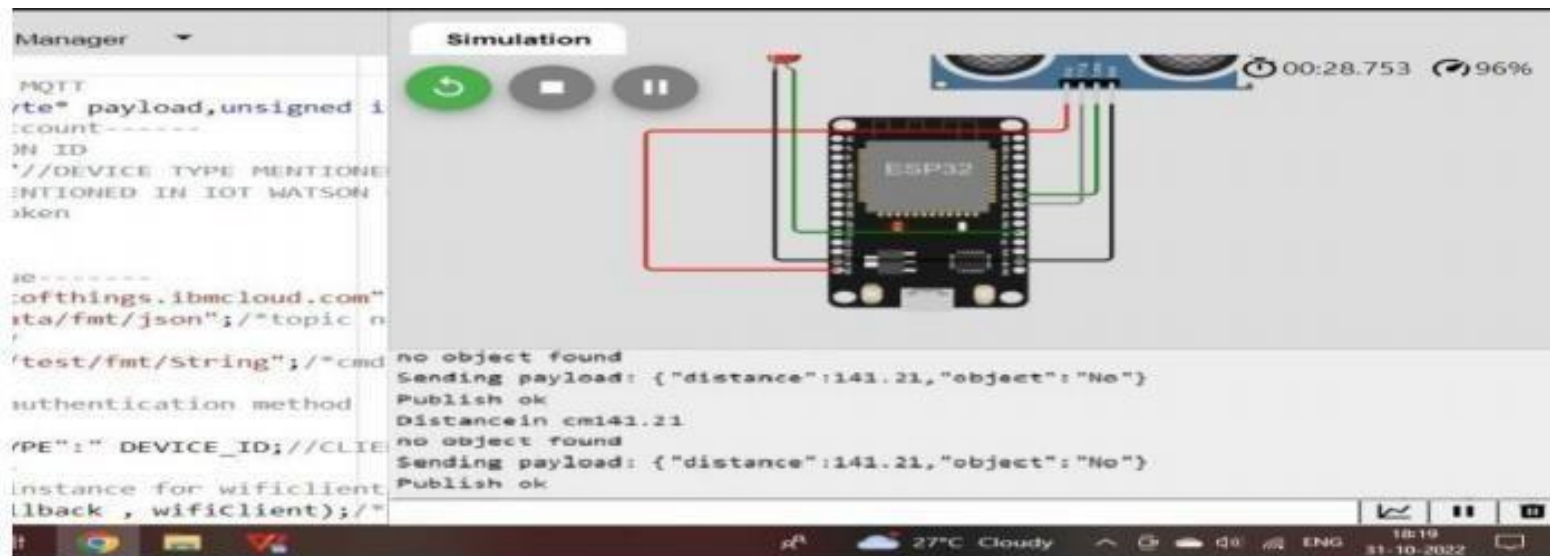 Manager
MQTT
yte* payload,unsigned i
ccount------
ON ID
"//DEVICE TYPE MENTIONE
ENTIONED IN IOT WATSON
oken
ue-------
tofthings.ibmcloud.com"
ata/fmt/json";/*topic n
/test/fmt/String";/*cmd
authentication method
YPE":" DEVICE_ID;//CLIE
instance for wificlient
llback , wifiClient);/*
Simulation
00:28.753
96%
ESP32
no object found
Sending payload: {"distance":141.21,"object":"No"}
Publish ok
Distancein cm141.21
no object found
Sending payload: {"distance":141.21,"object":"No"}
Publish ok
27°C Cloudy
ENG
18:19
31-10-2022